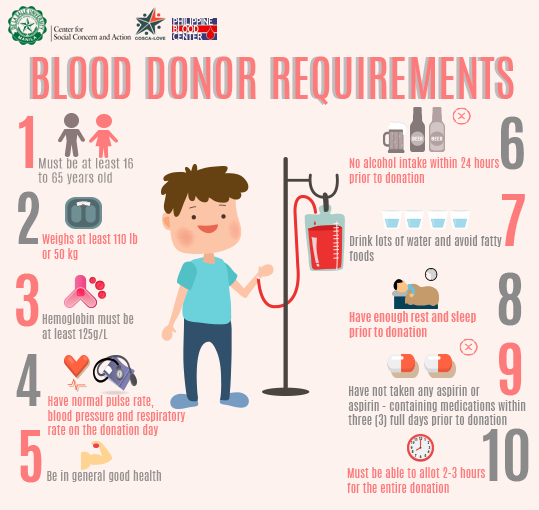 DE LA SALLE UNIVERSITY
MANILA
Center for
Social Concern and Action
COSCA-LOVE
PHILIPPINE
BLOOD
CENTER
BLOOD DONOR REQUIREMENTS
1
Must be at least 16
to 65 years old
2
Weighs at least 110 lb
or 50 kg
3
Hemoglobin must be
at least 125g/L
4
Have normal pulse rate,
blood pressure and respiratory
rate on the donation day
5
Be in general good health
6
BEER
BEER
BEER
No alcohol intake within 24 hours
prior to donation
7
Drink lots of water and avoid fatty
foods
8
Have enough rest and sleep
prior to donation
9
Have not taken any aspirin or
aspirin - containing medications within
three (3) full days prior to donation
10
Must be able to allot 2-3 hours
for the entire donation